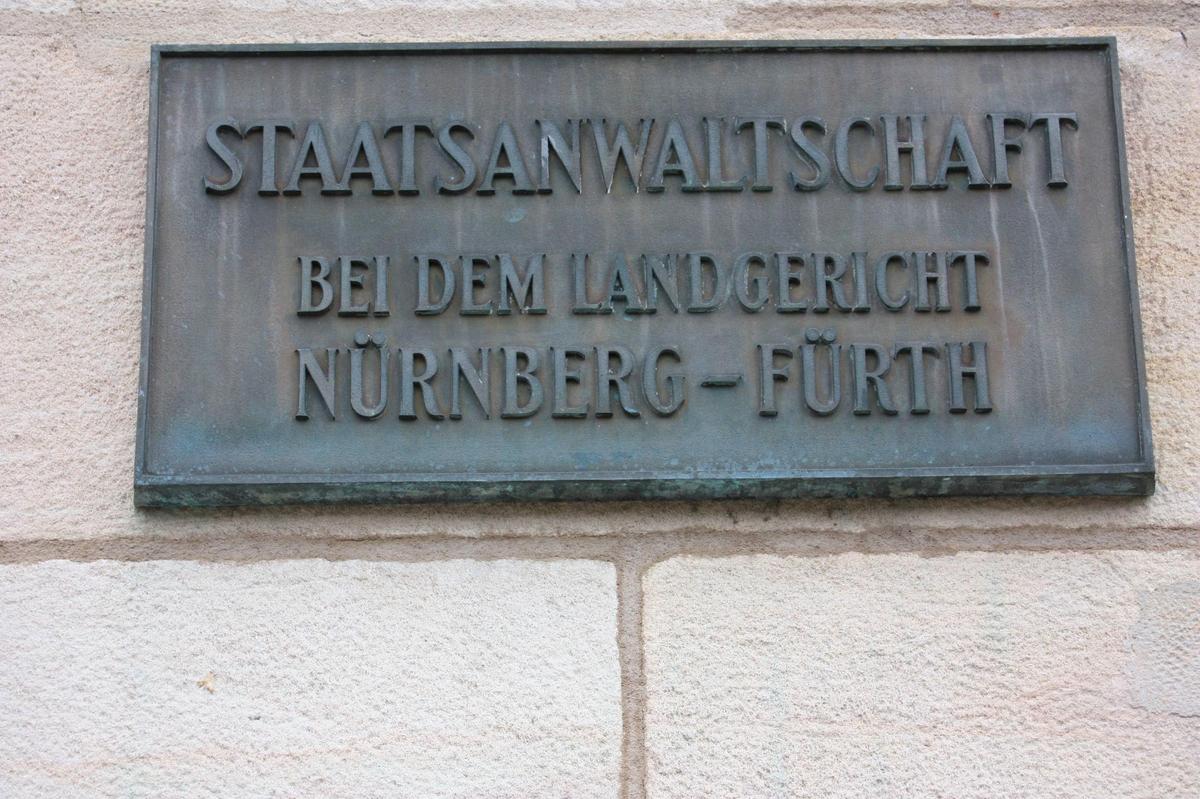 STAATSANWALTSCHAFT
BEI DEM LANDGERICHT
NÜRNBERG – FÜRTH